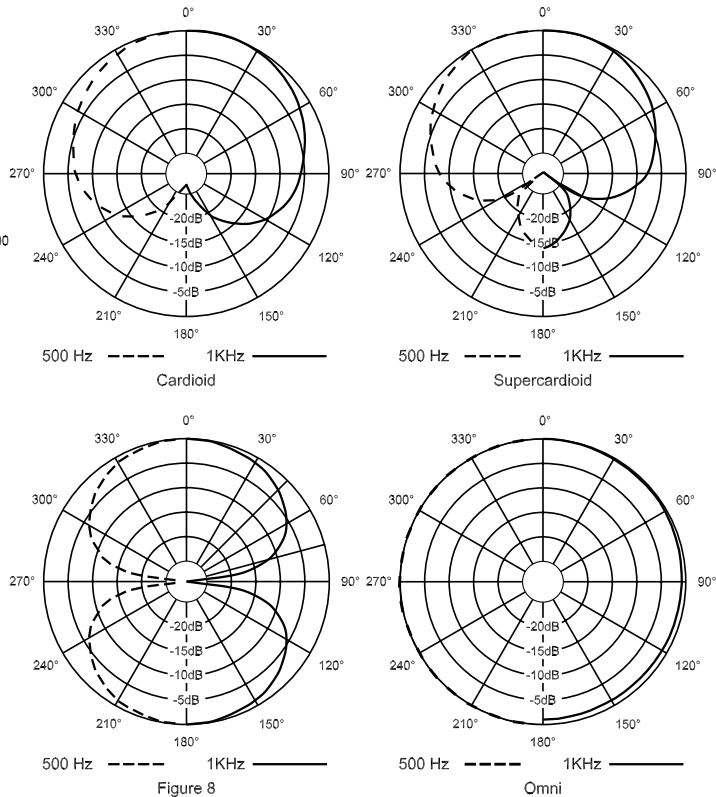 0° 0°
330° 30° 330° 30°
300° 60° 300° 60°
270° 90° 270° 90°
-20dB -20dB
-15dB -15dB
-10dB -10dB
-5dB -5dB
240° 120° 240° 120°
210° 150° 210° 150°
180° 180°
500 Hz 1KHz 500 Hz 1KHz
Cardioid Supercardioid
0° 0°
330° 30° 330° 30°
300° 60° 300° 60°
270° 90° 270° 90°
-20dB -20dB
-15dB -15dB
-10dB -10dB
-5dB -5dB
240° 120° 240° 120°
210° 150° 210° 150°
180° 180°
500 Hz 1KHz 500 Hz 1KHz
Figure 8 Omni